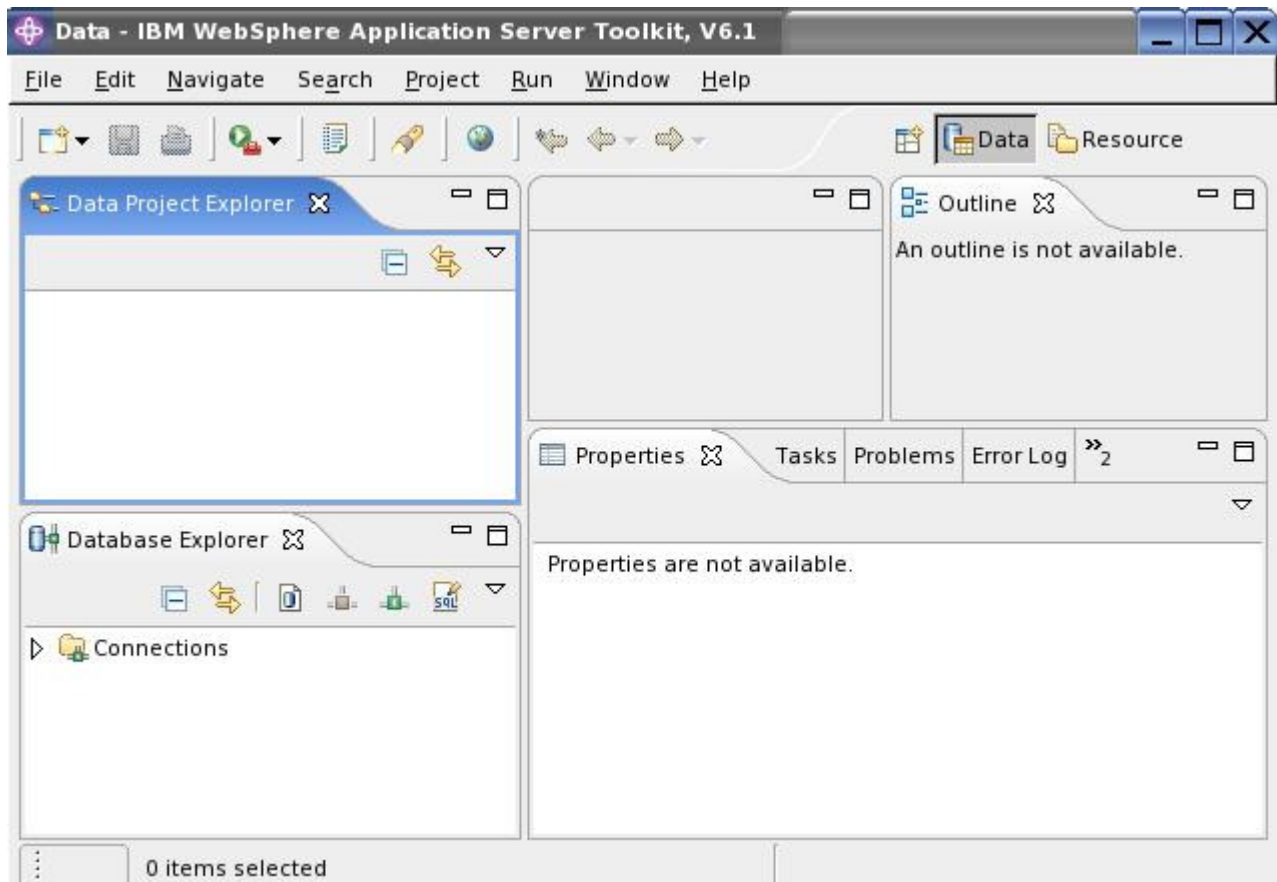 Data - IBM WebSphere Application Server Toolkit, V6.1
File Edit Navigate Search Project Run Window Help
Data Resource
Data Project Explorer
Outline
An outline is not available.
Properties Tasks Problems Error Log »2
Properties are not available.
Database Explorer
SQL
Connections
0 items selected